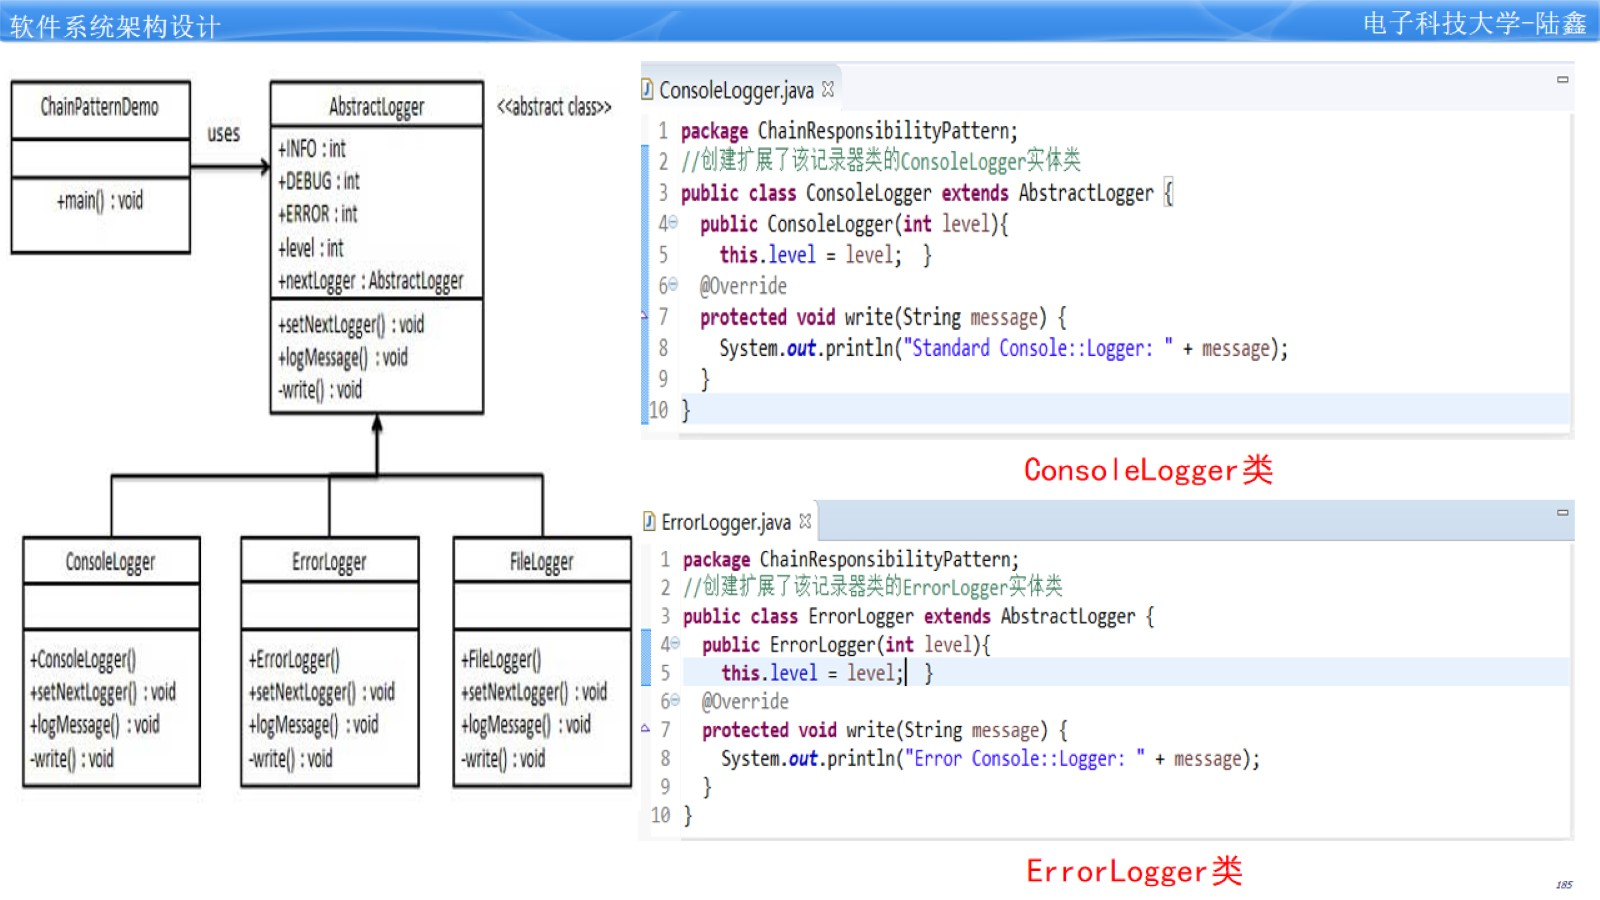 软件系统架构设计
电子科技大学-陆鑫
ChainPatternDemo
+main() : void
uses
AbstractLogger
<<abstract class>>
+INFO : int
+DEBUG : int
+ERROR : int
+level : int
+nextLogger : AbstractLogger
+setNextLogger() : void
+logMessage() : void
-write() : void
ConsoleLogger
+ConsoleLogger()
+setNextLogger() : void
+logMessage() : void
-write() : void
ErrorLogger
+ErrorLogger()
+setNextLogger() : void
+logMessage() : void
-write() : void
FileLogger
+FileLogger()
+setNextLogger() : void
+logMessage() : void
-write() : void
ConsoleLogger.java
1 package ChainResponsibilityPattern;
2 //创建扩展了该记录器类的ConsoleLogger实体类
3 public class ConsoleLogger extends AbstractLogger {
4 public ConsoleLogger(int level){
5 this.level = level; }
6 @Override
7 protected void write(String message) {
8 System.out.println("Standard Console::Logger: " + message);
9 }
10 }
ConsoleLogger类
ErrorLogger.java
1 package ChainResponsibilityPattern;
2 //创建扩展了该记录器类的ErrorLogger实体类
3 public class ErrorLogger extends AbstractLogger {
4 public ErrorLogger(int level){
5 this.level = level; }
6 @Override
7 protected void write(String message) {
8 System.out.println("Error Console::Logger: " + message);
9 }
10 }
ErrorLogger类
185